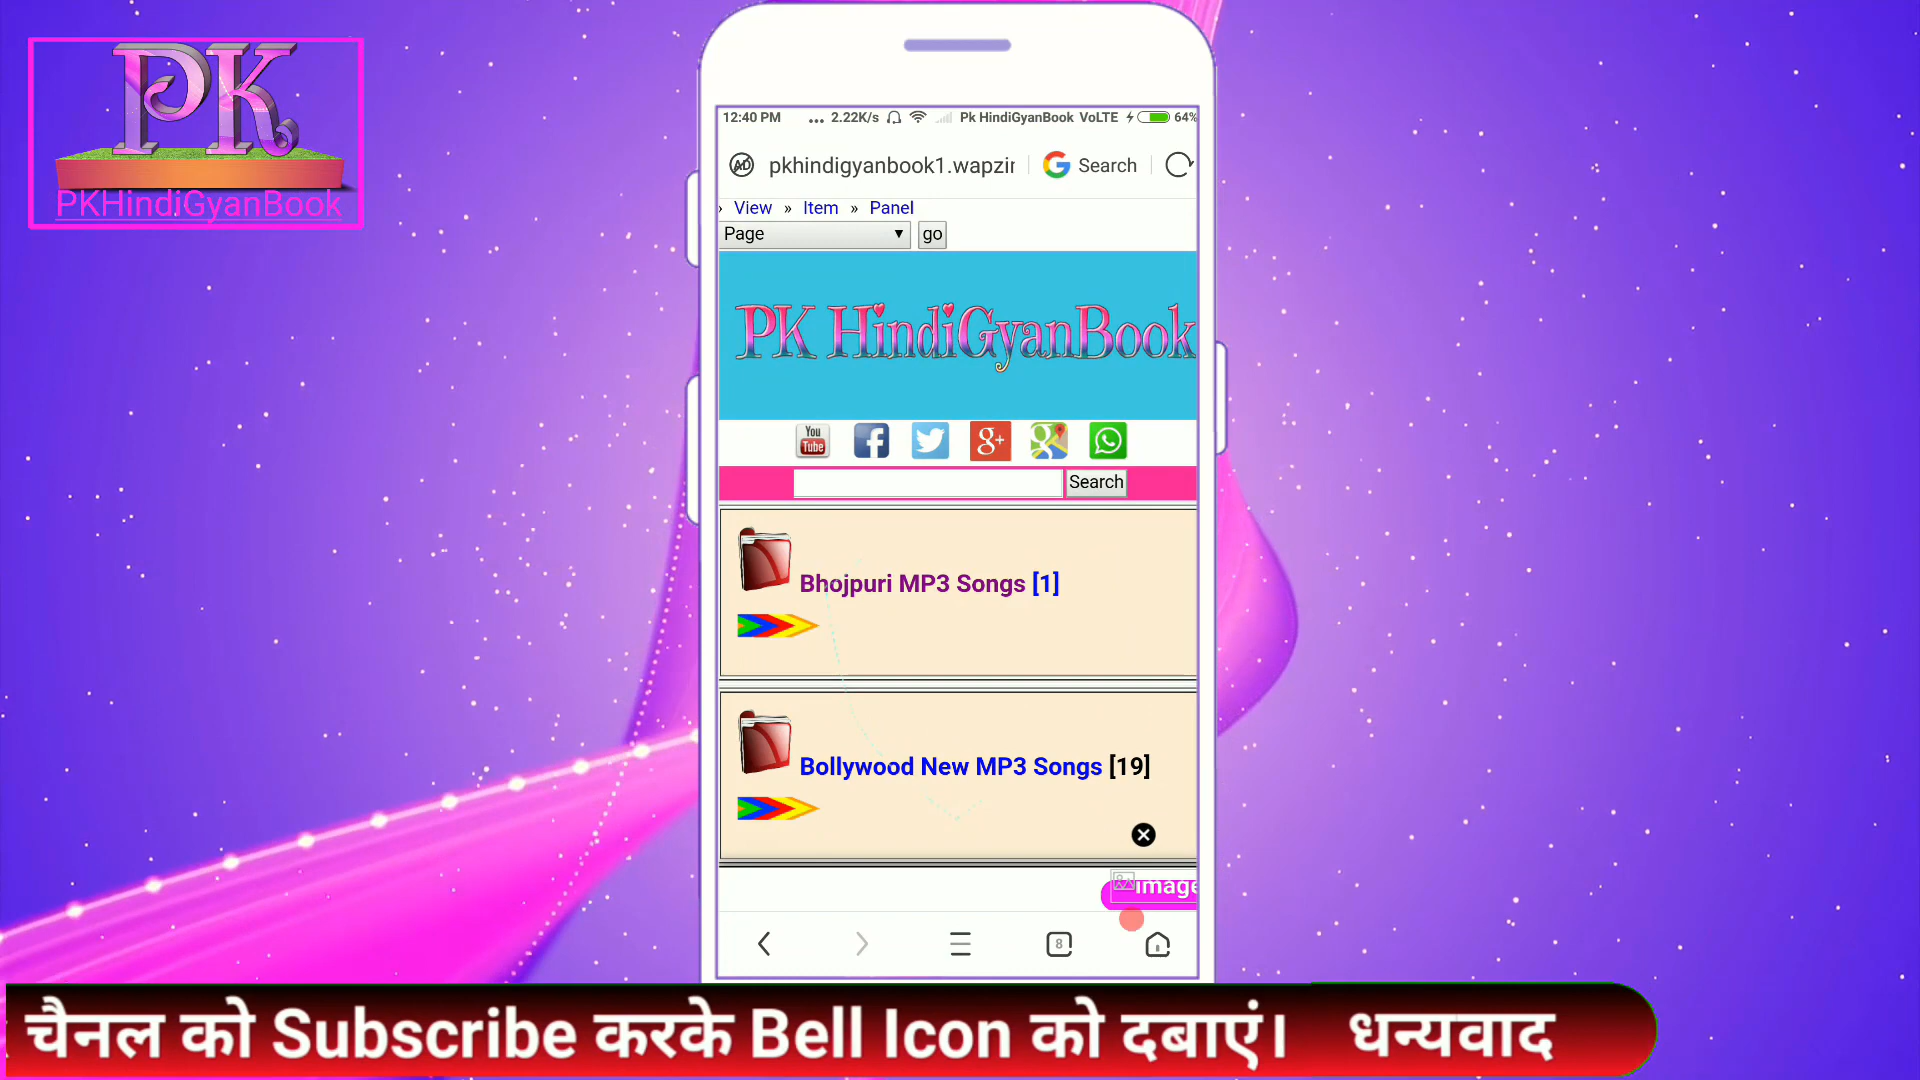 PK
PKHindiGyanBook
12:40 PM ... 2.22K/s Pk HindiGyanBook VoLTE 64%
AD pkhindigyanbook1.wapzir Search
› View » Item » Panel
Page go
PK HindiGyanBook
You Tube f g+ G
Search
Bhojpuri MP3 Songs [1]
Bollywood New MP3 Songs [19]
image
8
चैनल को Subscribe करके Bell Icon को दबाएं। धन्यवाद